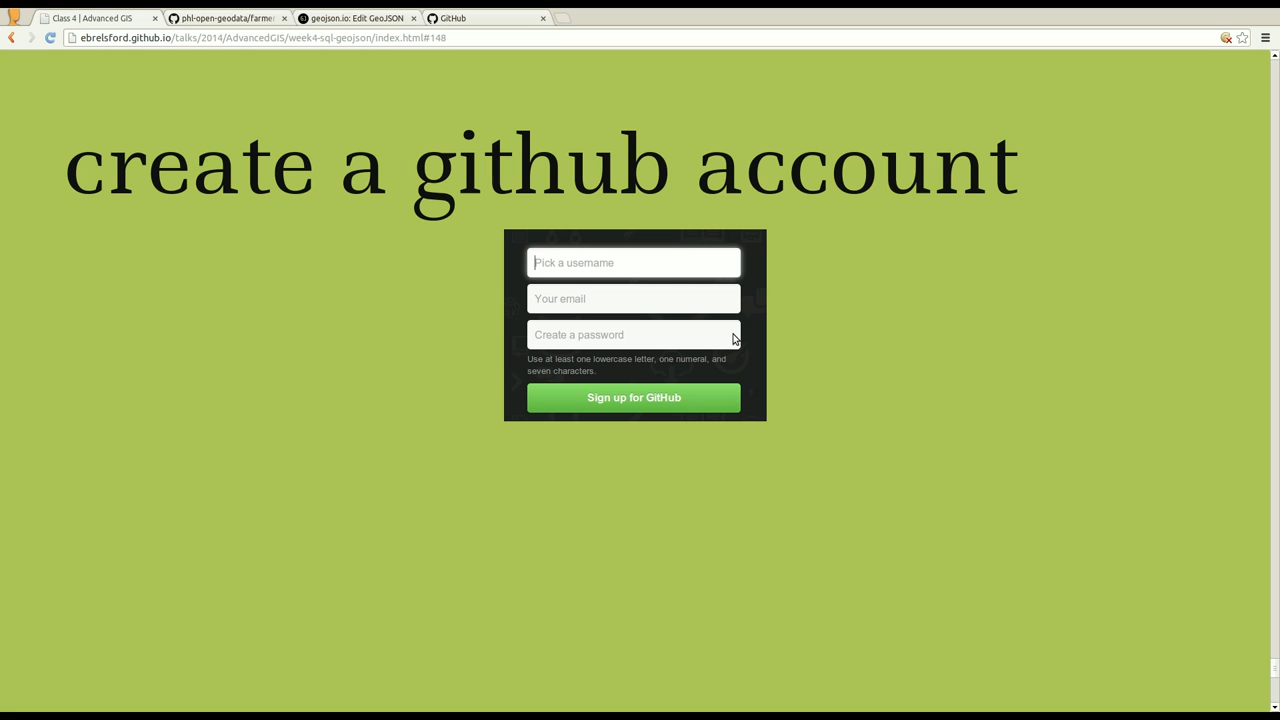 Class 4 | Advanced GIS
phl-open-geodata/farmer
geojson.io: Edit GeoJSON
GitHub
ebrelsford.github.io/talks/2014/AdvancedGIS/week4-sql-geojson/index.html#148
create a github account
Pick a username
Your email
Create a password
Use at least one lowercase letter, one numeral, and
seven characters.
Sign up for GitHub